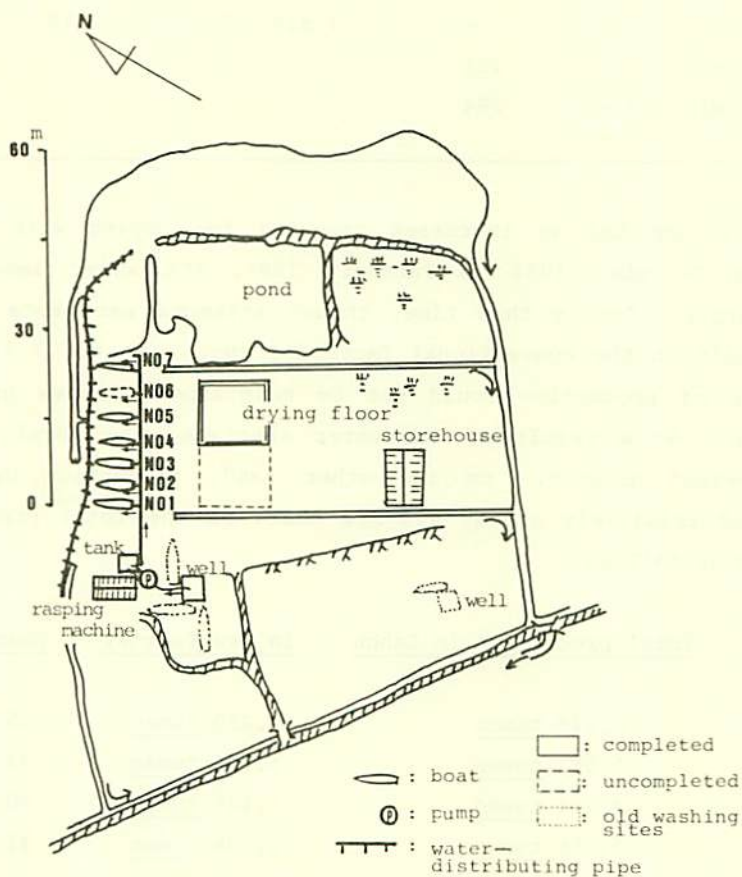 N
m
60
pond
30
NO7
NO6
NO5
drying floor
NO4
storehouse
NO3
NO2
0
NO1
tank
well
P
rasping
machine
well
: boat
P : pump
: water—
distributing pipe
: completed
: uncompleted
: old washing
sites